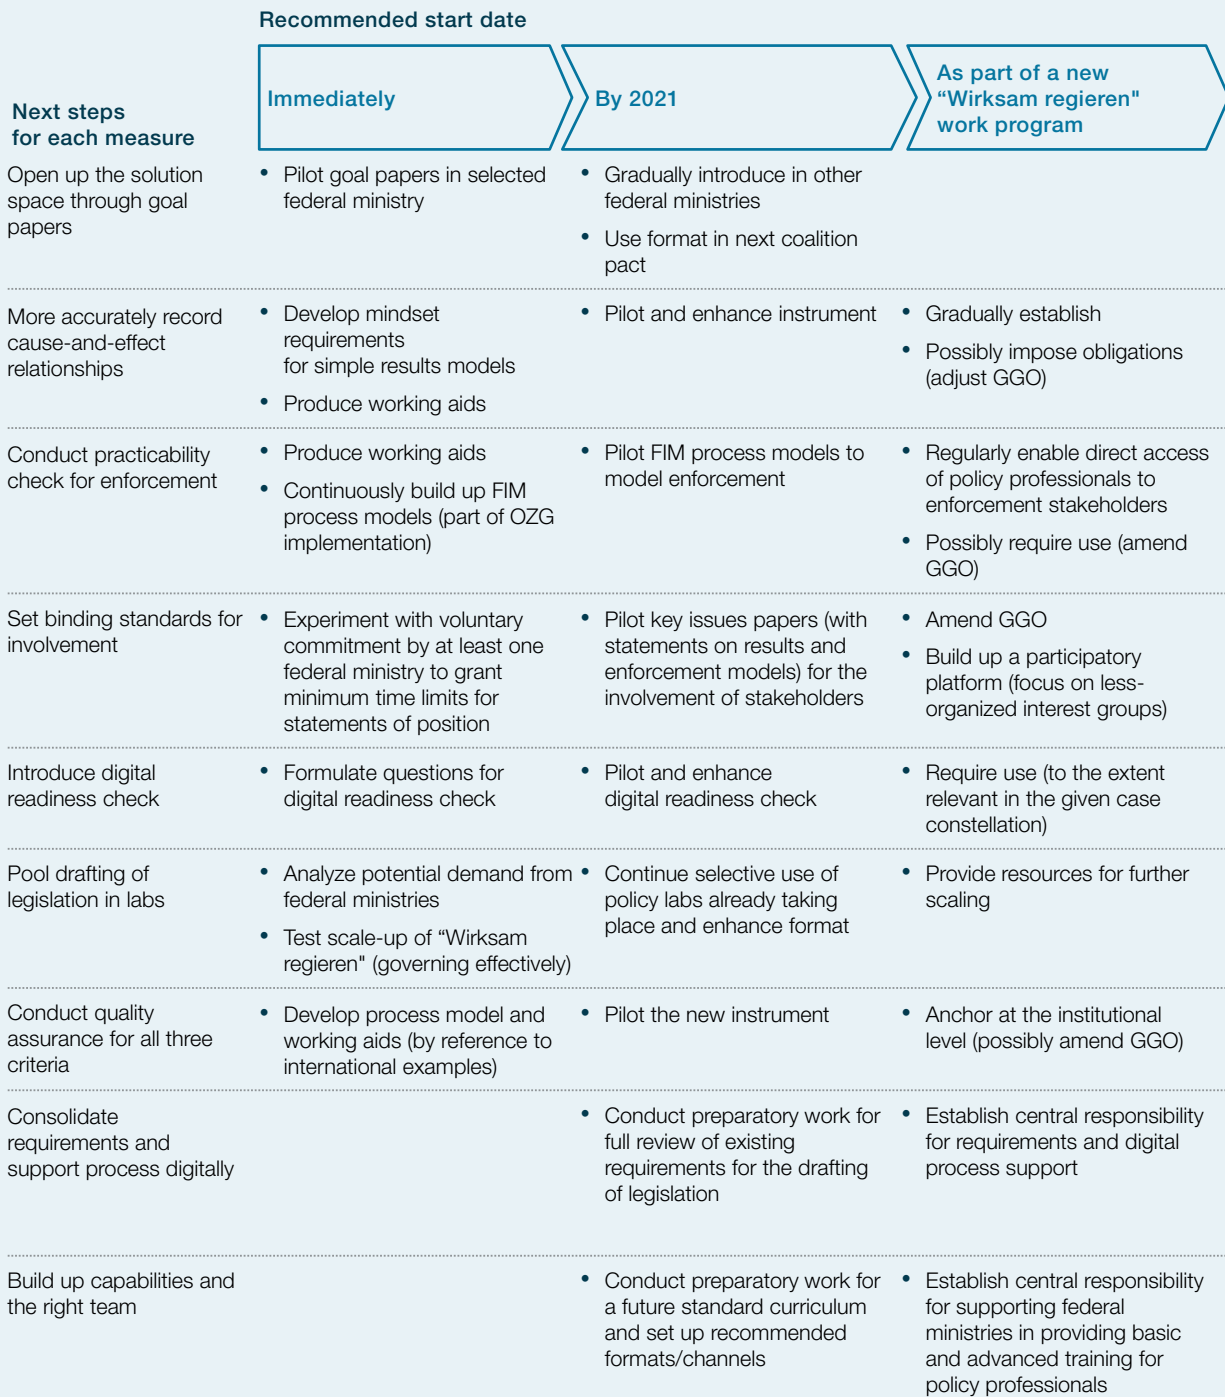 Recommended start date
Next steps
for each measure
Immediately
By 2021
As part of a new
“Wirksam regieren"
work program
Open up the solution
space through goal
papers
• Pilot goal papers in selected
federal ministry
• Gradually introduce in other
federal ministries
• Use format in next coalition
pact
More accurately record
cause-and-effect
relationships
• Develop mindset
requirements
for simple results models
• Produce working aids
• Pilot and enhance instrument
• Gradually establish
• Possibly impose obligations
(adjust GGO)
Conduct practicability
check for enforcement
• Produce working aids
• Continuously build up FIM
process models (part of OZG
implementation)
• Pilot FIM process models to
model enforcement
• Regularly enable direct access
of policy professionals to
enforcement stakeholders
• Possibly require use (amend
GGO)
Set binding standards for
involvement
• Experiment with voluntary
commitment by at least one
federal ministry to grant
minimum time limits for
statements of position
• Pilot key issues papers (with
statements on results and
enforcement models) for the
involvement of stakeholders
• Amend GGO
• Build up a participatory
platform (focus on less-
organized interest groups)
Introduce digital
readiness check
• Formulate questions for
digital readiness check
• Pilot and enhance
digital readiness check
• Require use (to the extent
relevant in the given case
constellation)
Pool drafting of
legislation in labs
• Analyze potential demand from
federal ministries
• Test scale-up of “Wirksam
regieren" (governing effectively)
• Continue selective use of
policy labs already taking
place and enhance format
• Provide resources for further
scaling
Conduct quality
assurance for all three
criteria
• Develop process model and
working aids (by reference to
international examples)
• Pilot the new instrument
• Anchor at the institutional
level (possibly amend GGO)
Consolidate
requirements and
support process digitally
• Conduct preparatory work for
full review of existing
requirements for the drafting
of legislation
• Establish central responsibility
for requirements and digital
process support
Build up capabilities and
the right team
• Conduct preparatory work for
a future standard curriculum
and set up recommended
formats/channels
• Establish central responsibility
for supporting federal
ministries in providing basic
and advanced training for
policy professionals